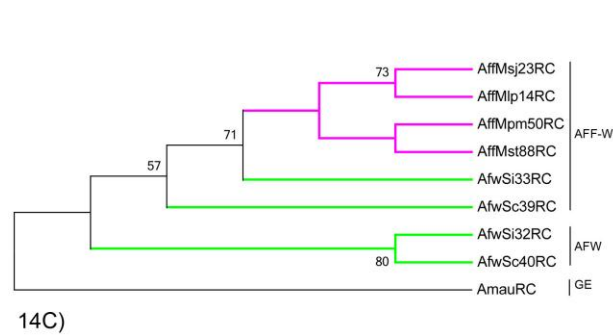 73
AffMsj23RC
AffMlp14RC
71
AffMpm50RC
AFF-W
AffMst88RC
57
AfwSi33RC
AfwSc39RC
AfwSi32RC
AFW
80
AfwSc40RC
AmauRC
GE
14C)